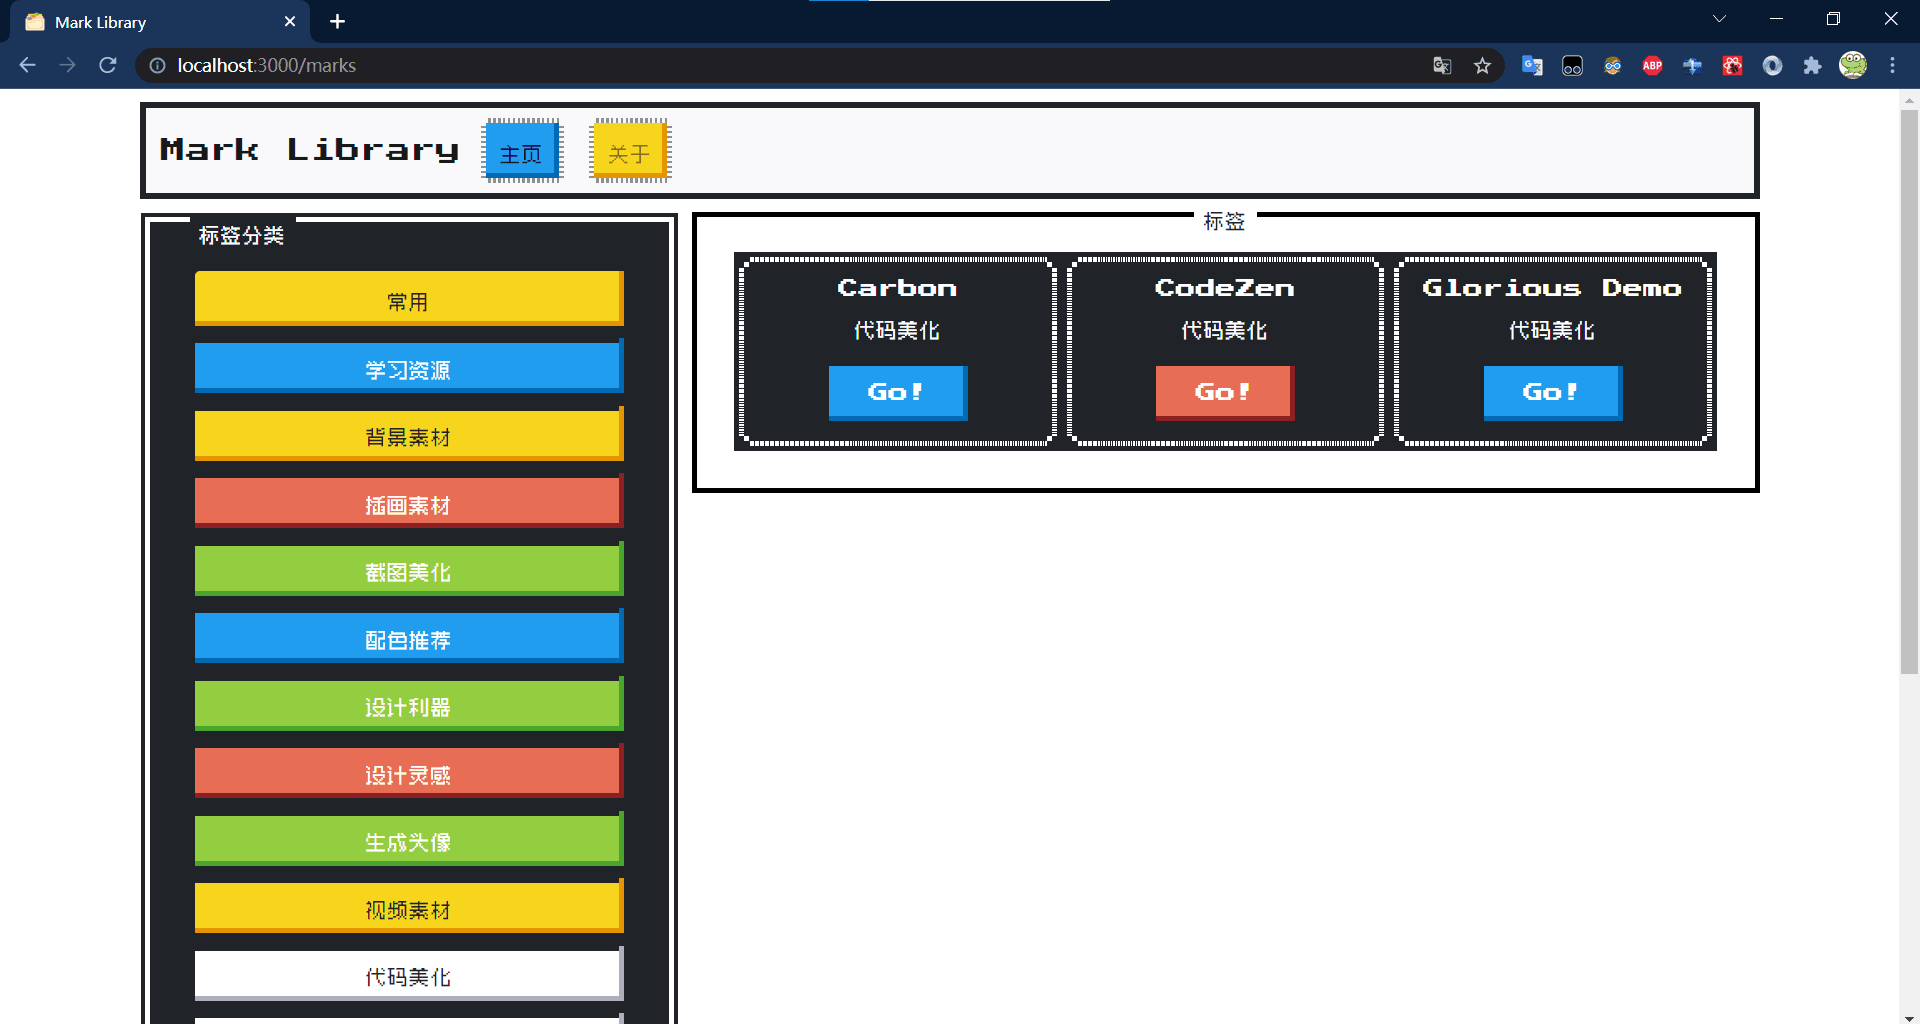 Mark Library
localhost:3000/marks
ABP
Mark Library 主页 关于
标签分类
常用
学习资源
背景素材
插画素材
截图美化
配色推荐
设计利器
设计灵感
生成头像
视频素材
代码美化
标签
Carbon
代码美化
Go!
CodeZen
代码美化
Go!
Glorious Demo
代码美化
Go!